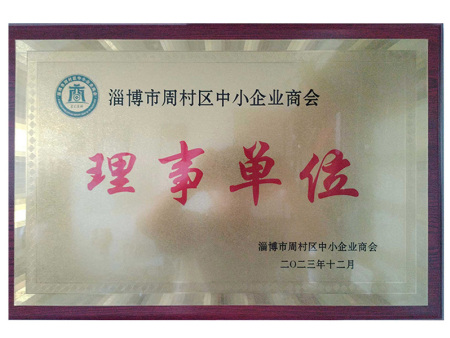 淄博市周村区中小企业商会
理事单位
淄博市周村区中小企业商会
二〇二三年十二月